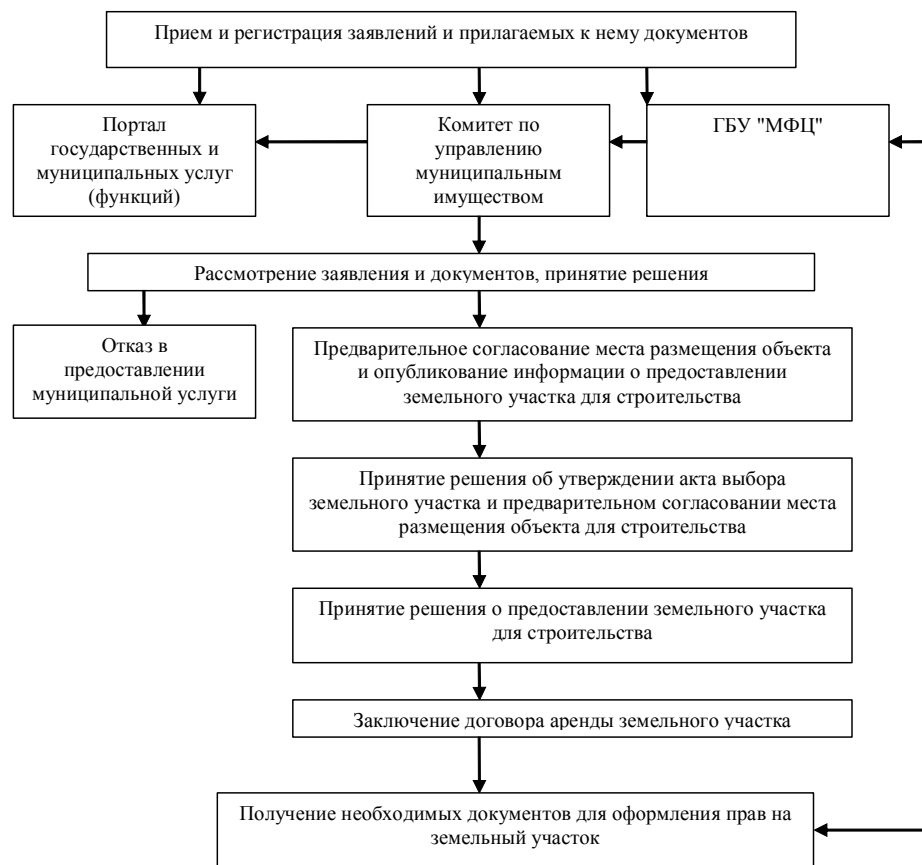 Прием и регистрация заявлений и прилагаемых к нему документов
Портал
государственных и
муниципальных услуг
(функций)
Комитет по
управлению
муниципальным
имуществом
ГБУ "МФЦ"
Рассмотрение заявления и документов, принятие решения
Отказ в
предоставлении
муниципальной услуги
Предварительное согласование места размещения объекта
и опубликование информации о предоставлении
земельного участка для строительства
Принятие решения об утверждении акта выбора
земельного участка и предварительном согласовании места
размещения объекта для строительства
Принятие решения о предоставлении земельного участка
для строительства
Заключение договора аренды земельного участка
Получение необходимых документов для оформления прав на
земельный участок